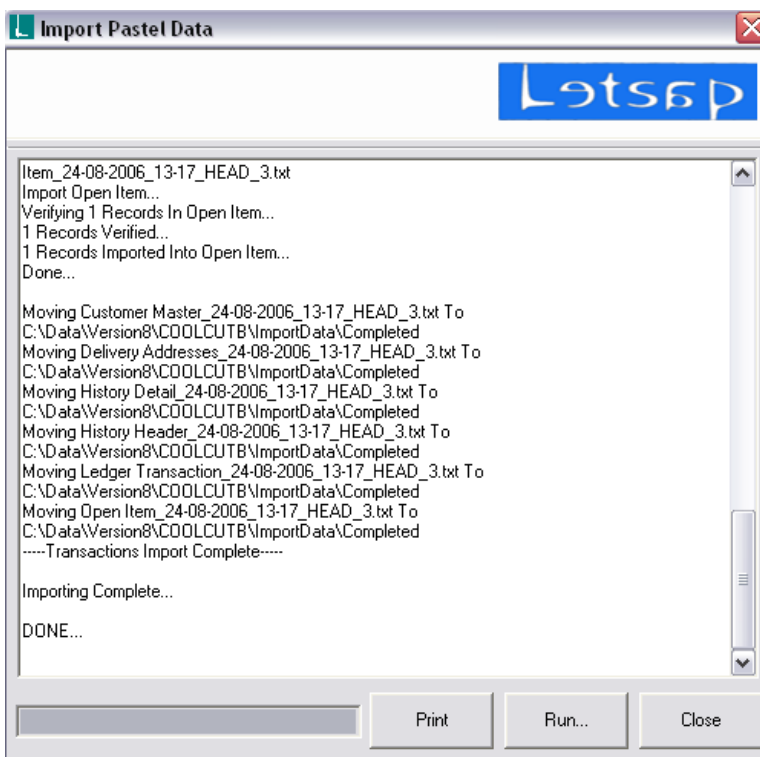 Import Pastel Data
pasteL
Item_24-08-2006_13-17_HEAD_3.txt
Import Open Item...
Verifying 1 Records In Open Item...
1 Records Verified...
1 Records Imported Into Open Item...
Done...
Moving Customer Master_24-08-2006_13-17_HEAD_3.txt To
C:\Data\Version8\COOLCUTB\ImportData\Completed
Moving Delivery Addresses_24-08-2006_13-17_HEAD_3.txt To
C:\Data\Version8\COOLCUTB\ImportData\Completed
Moving History Detail_24-08-2006_13-17_HEAD_3.txt To
C:\Data\Version8\COOLCUTB\ImportData\Completed
Moving History Header_24-08-2006_13-17_HEAD_3.txt To
C:\Data\Version8\COOLCUTB\ImportData\Completed
Moving Ledger Transaction_24-08-2006_13-17_HEAD_3.txt To
C:\Data\Version8\COOLCUTB\ImportData\Completed
Moving Open Item_24-08-2006_13-17_HEAD_3.txt To
C:\Data\Version8\COOLCUTB\ImportData\Completed
-----Transactions Import Complete-----
Importing Complete...
DONE...
Print
Run...
Close